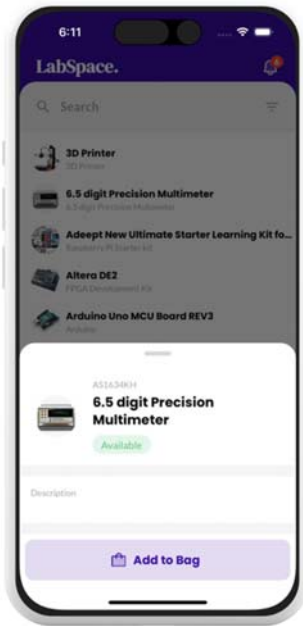 6:11
LabSpace.
Search
3D Printer
3D Printer
6.5 digit Precision Multimeter
6.5 digit Precision Multimeter
Adeept New Ultimate Starter Learning Kit fo...
Raspberry Pi Starter kit
Altera DE2
FPGA Development Kit
Arduino Uno MCU Board REV3
Arduino
AS1634KH
6.5 digit Precision
Multimeter
Available
Description
Add to Bag